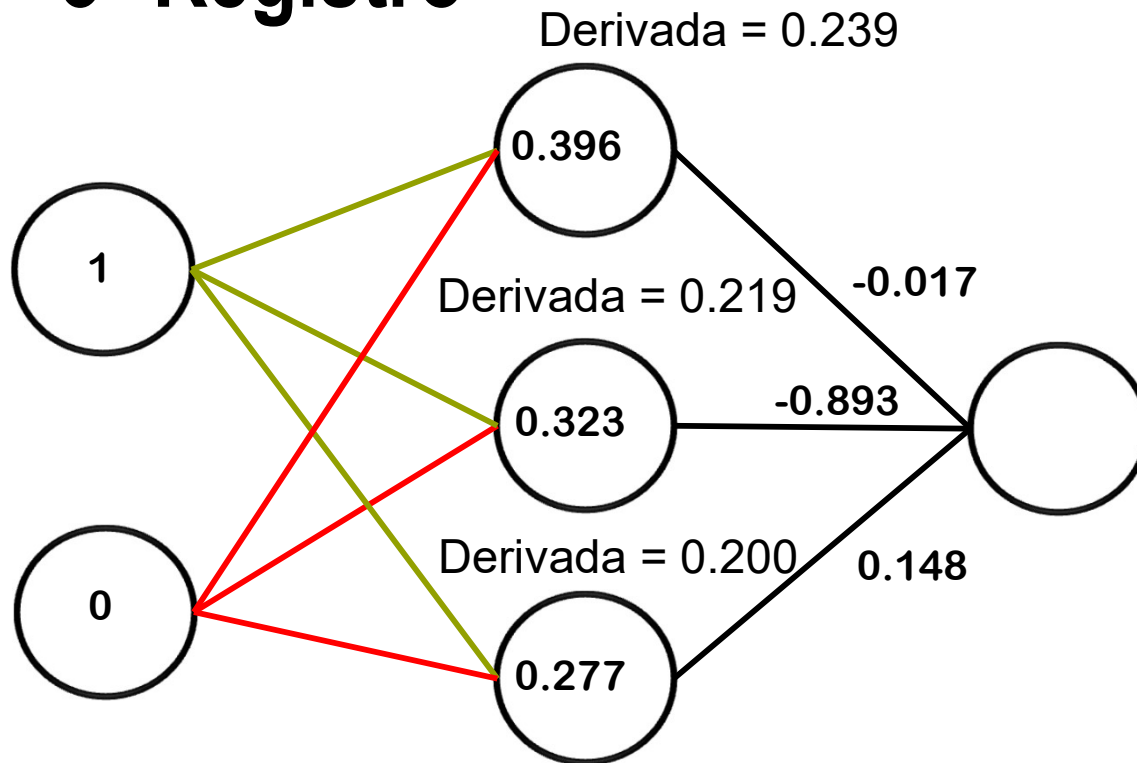 Registro
Derivada = 0.239
0.396
1
-0.017
Derivada = 0.219
-0.893
0.323
Derivada = 0.200
0.148
0
0.277